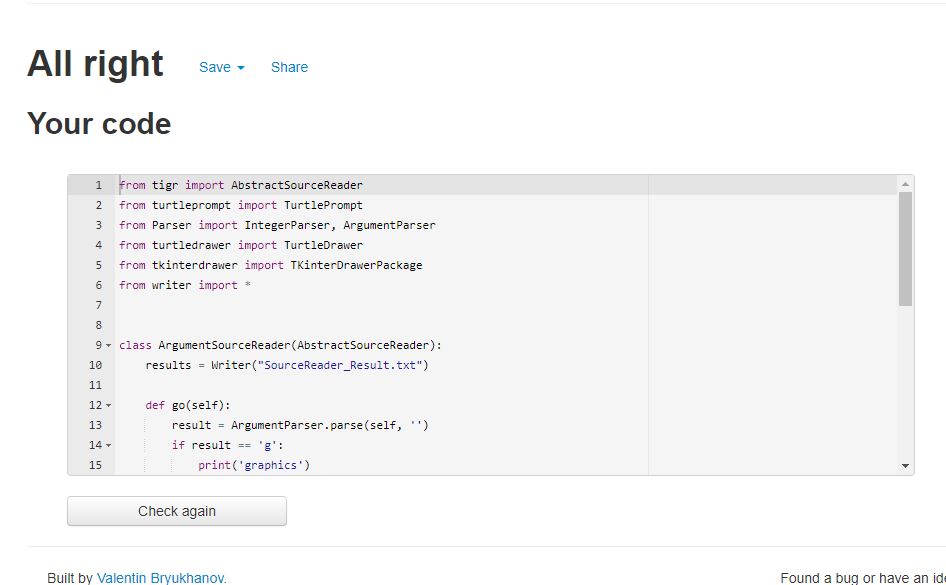 All right Save Share
Your code
1 from tigr import AbstractSourceReader
2 from turtleprompt import TurtlePrompt
3 from Parser import IntegerParser, ArgumentParser
4 from turtledrawer import TurtleDrawer
5 from tkinterdrawer import TKinterDrawerPackage
6 from writer import *
7
8
9 class ArgumentSourceReader(AbstractSourceReader):
10     results = Writer("SourceReader_Result.txt")
11
12     def go(self):
13         result = ArgumentParser.parse(self, '')
14         if result == 'g':
15             print('graphics')
Check again
Built by Valentin Bryukhanov. Found a bug or have an